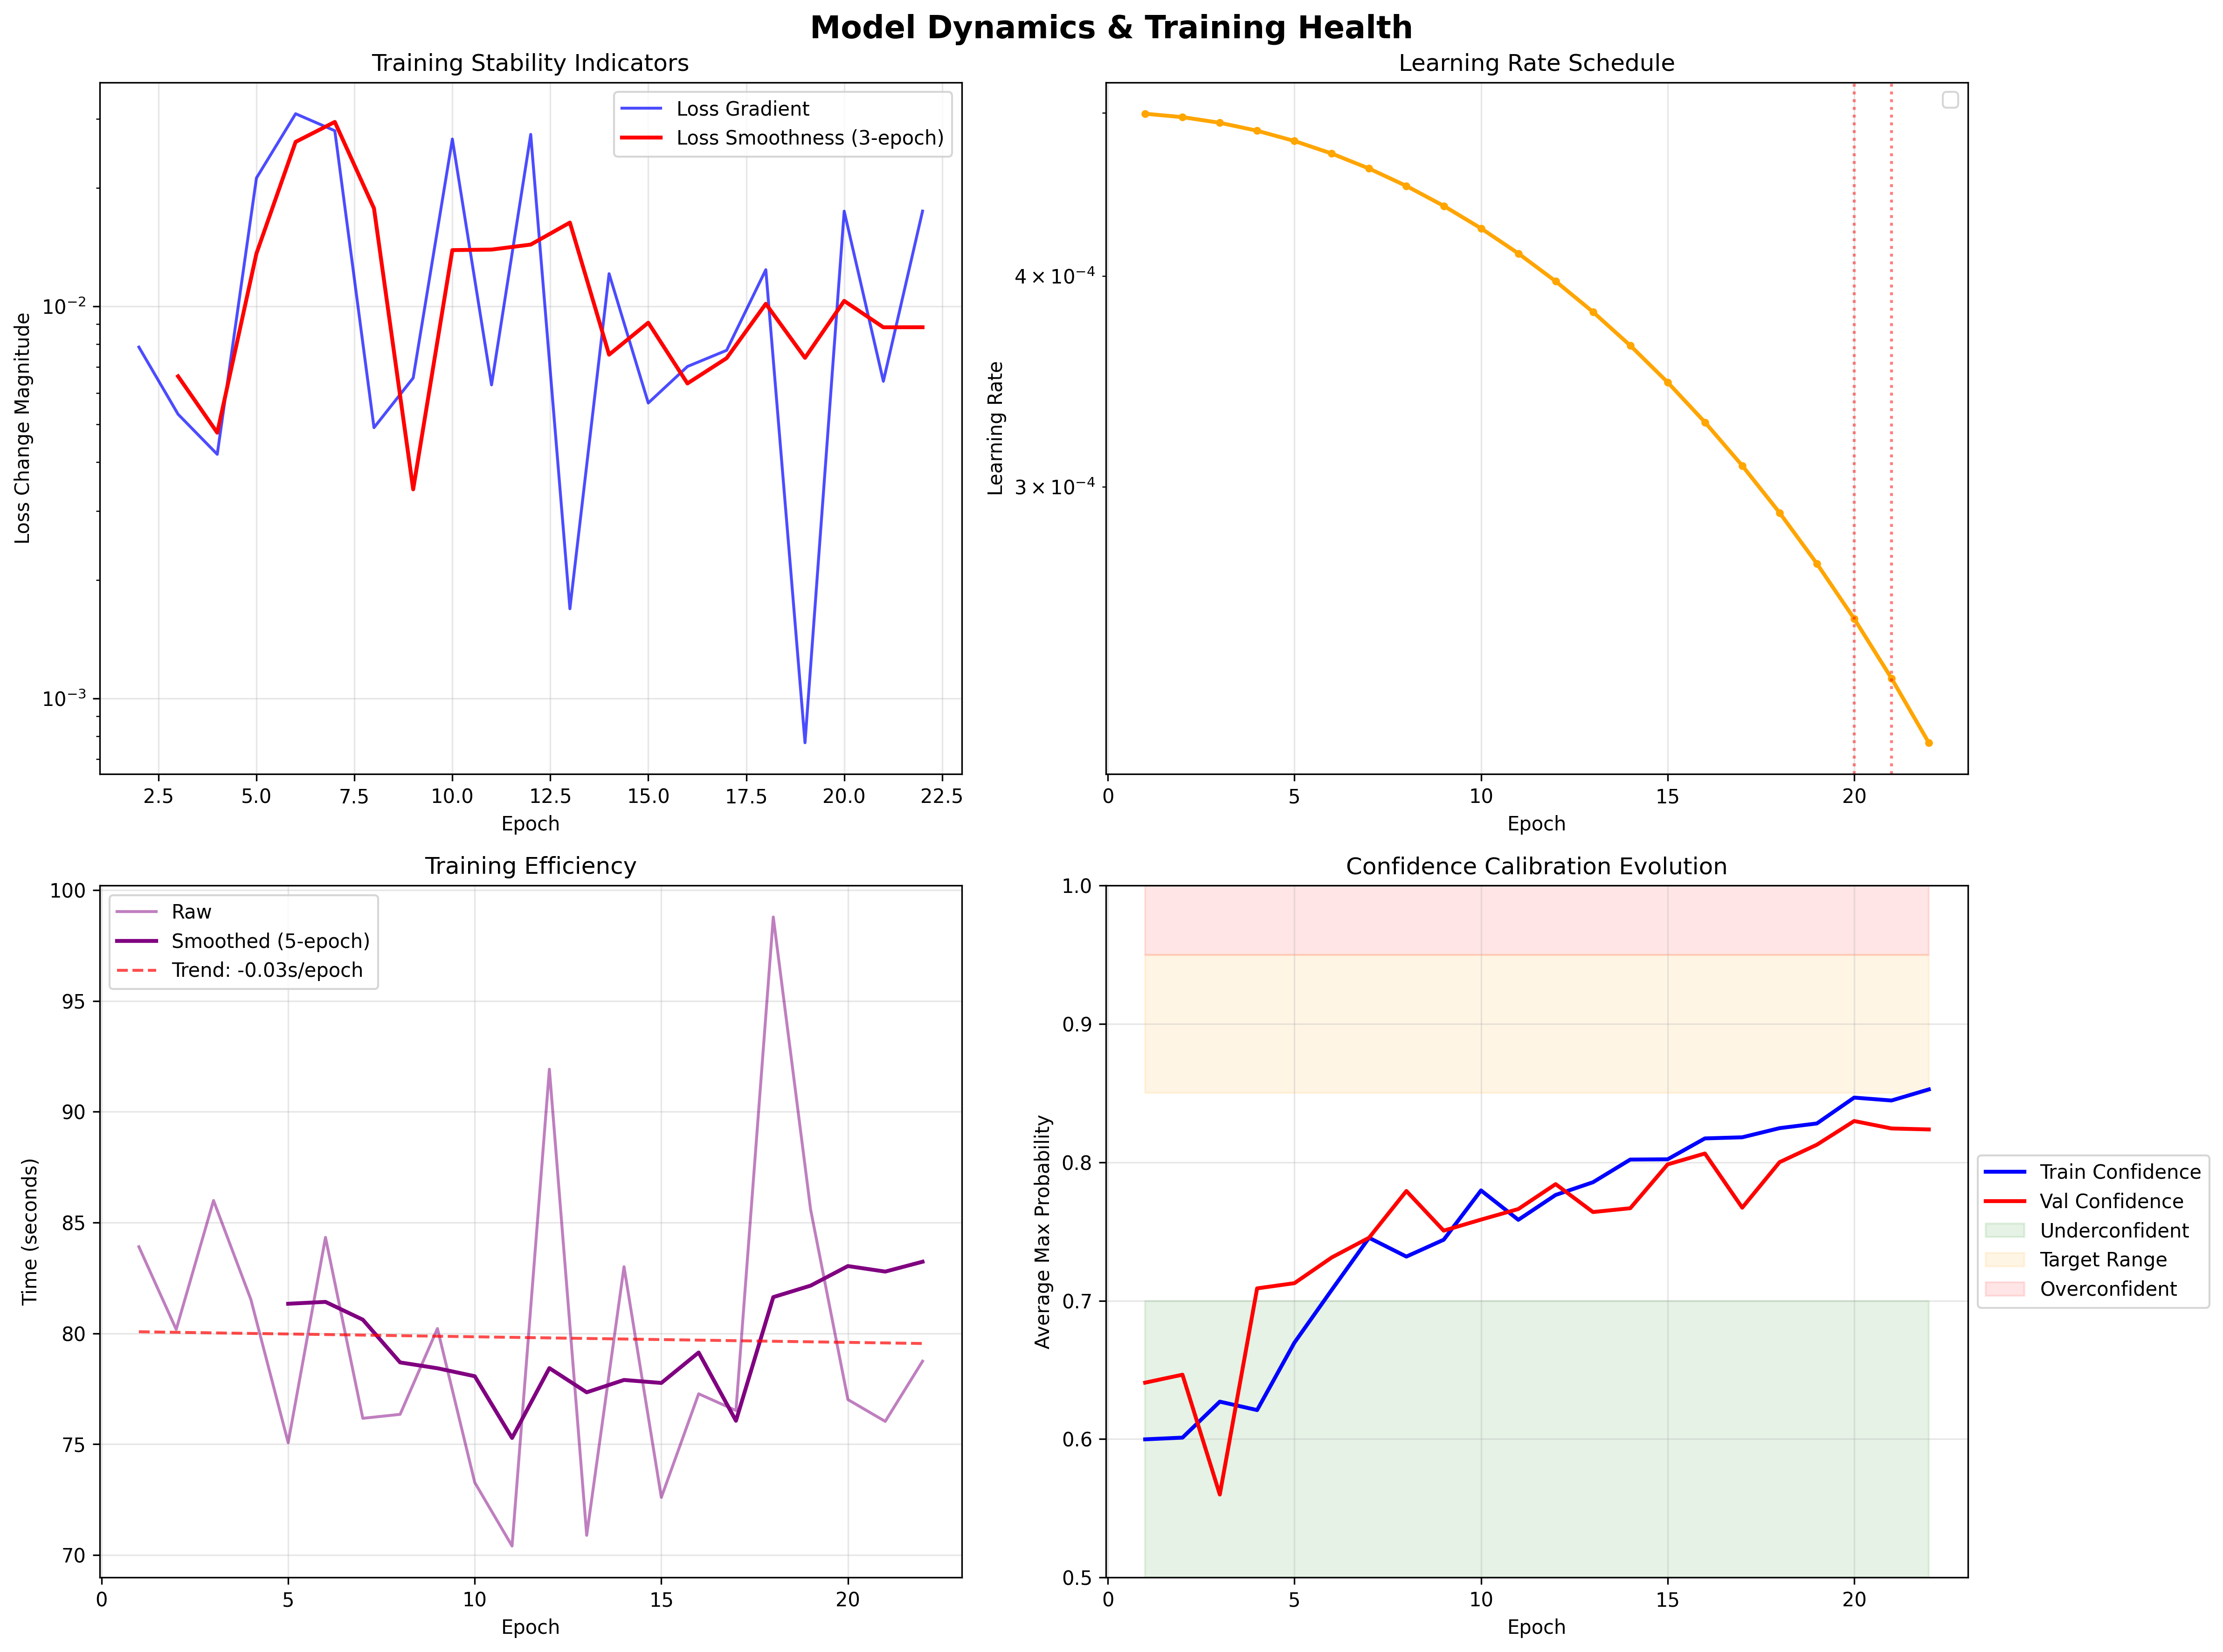 Model Dynamics & Training Health
Training Stability Indicators
Loss Gradient
Loss Smoothness (3-epoch)
Loss Change Magnitude
10⁻²
10⁻³
2.5 5.0 7.5 10.0 12.5 15.0 17.5 20.0 22.5
Epoch
Learning Rate Schedule
Learning Rate
4 × 10⁻⁴
3 × 10⁻⁴
0 5 10 15 20
Epoch
Training Efficiency
Raw
Smoothed (5-epoch)
Trend: -0.03s/epoch
Time (seconds)
100
95
90
85
80
75
70
0 5 10 15 20
Epoch
Confidence Calibration Evolution
Average Max Probability
1.0
0.9
0.8
0.7
0.6
0.5
0 5 10 15 20
Epoch
Train Confidence
Val Confidence
Underconfident
Target Range
Overconfident